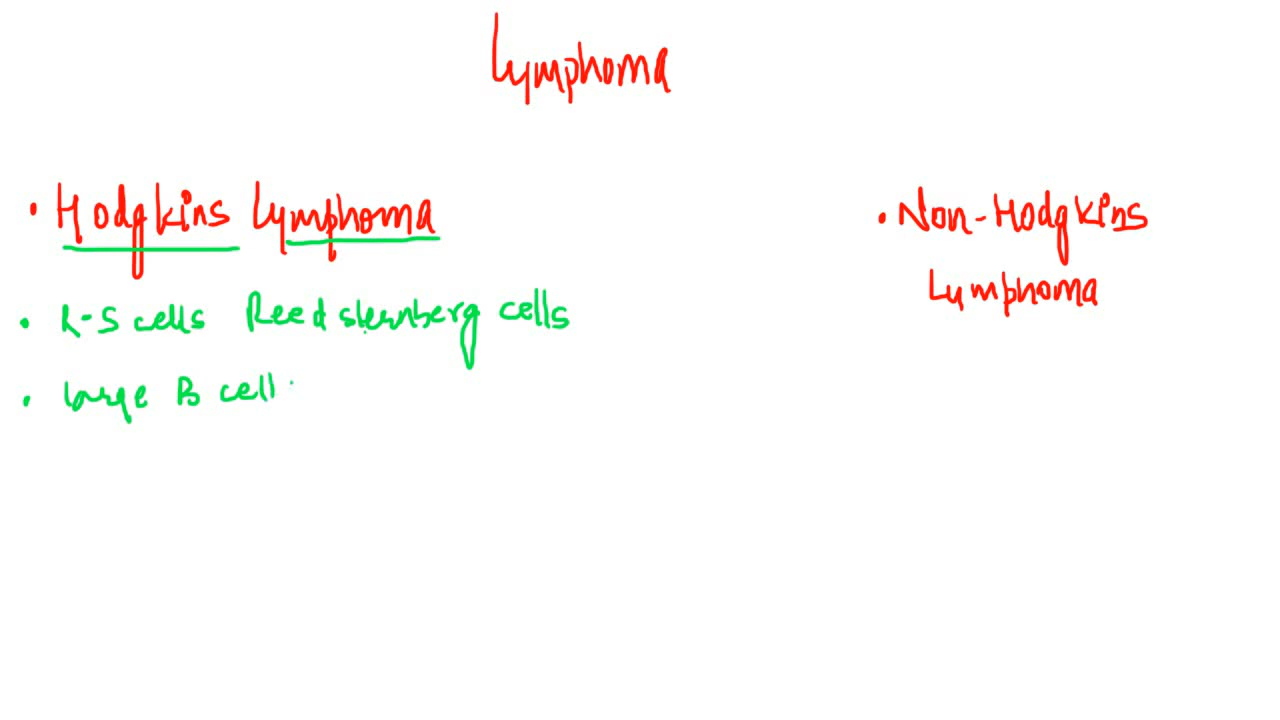 Lymphoma
• Hodgkins Lymphoma
• Non-Hodgkins
Lymphoma
• R-S cells Reed sternberg cells
• large B cell